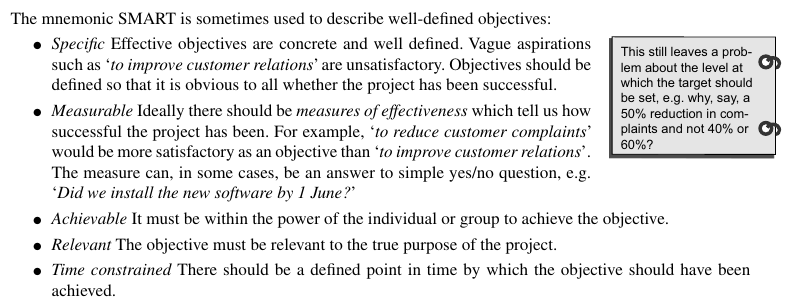 The mnemonic SMART is sometimes used to describe well-defined objectives:
● Specific Effective objectives are concrete and well defined. Vague aspirations
such as ‘to improve customer relations’ are unsatisfactory. Objectives should be
defined so that it is obvious to all whether the project has been successful.
● Measurable Ideally there should be measures of effectiveness which tell us how
successful the project has been. For example, ‘to reduce customer complaints’
would be more satisfactory as an objective than ‘to improve customer relations’.
The measure can, in some cases, be an answer to simple yes/no question, e.g.
‘Did we install the new software by 1 June?’
● Achievable It must be within the power of the individual or group to achieve the objective.
● Relevant The objective must be relevant to the true purpose of the project.
● Time constrained There should be a defined point in time by which the objective should have been
achieved.
This still leaves a prob-
lem about the level at
which the target should
be set, e.g. why, say, a
50% reduction in com-
plaints and not 40% or
60%?